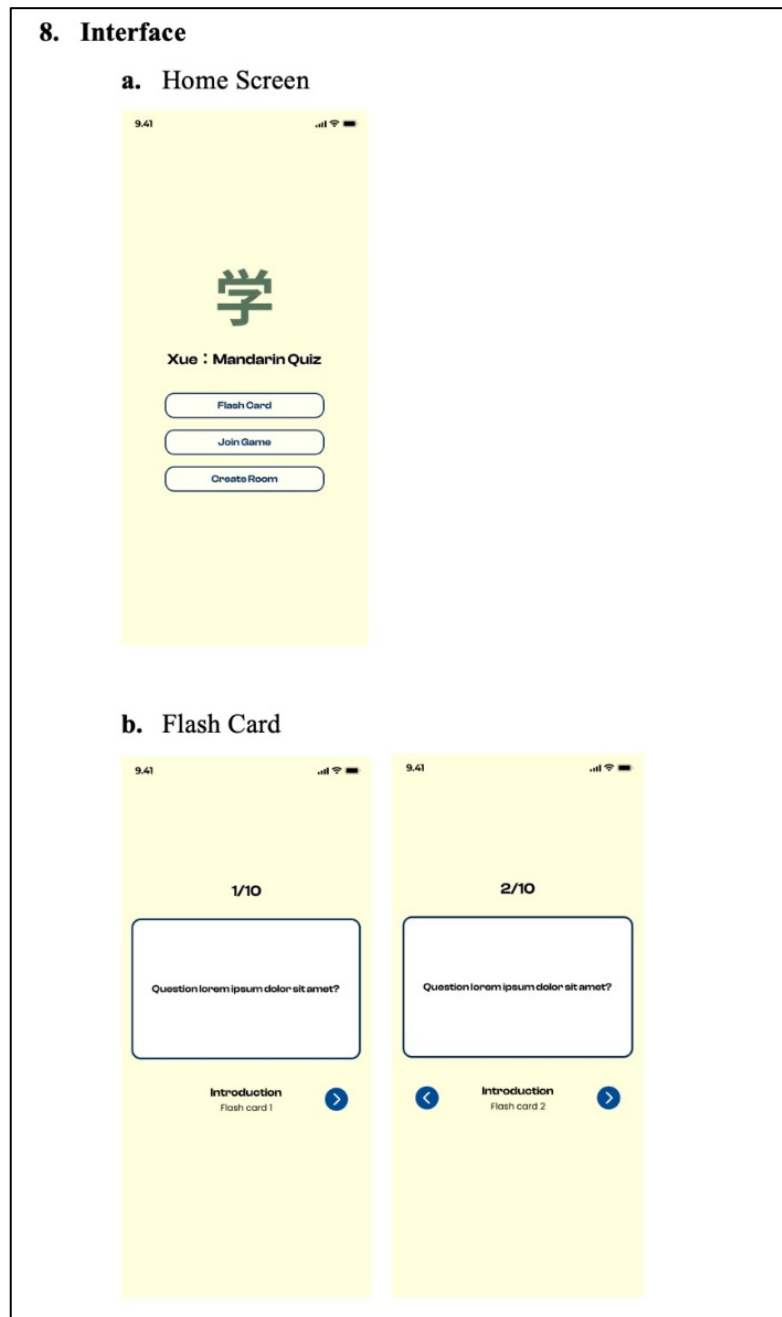 8. Interface
a. Home Screen
9.41
学
Xue：Mandarin Quiz
Flash Card
Join Game
Create Room
b. Flash Card
9.41
1/10
Question lorem ipsum dolor sit amet?
Introduction
Flash card 1
9.41
2/10
Question lorem ipsum dolor sit amet?
Introduction
Flash card 2